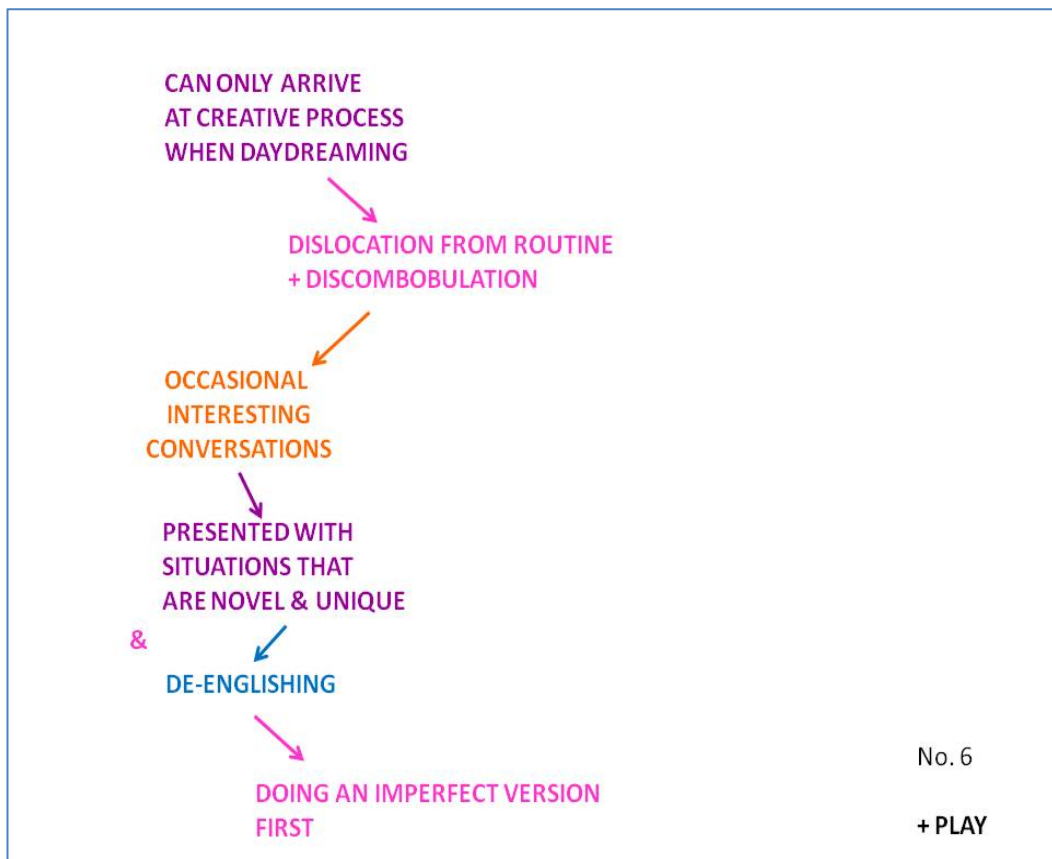 CAN ONLY ARRIVE
AT CREATIVE PROCESS
WHEN DAYDREAMING
DISLOCATION FROM ROUTINE
+ DISCOMBOBULATION
OCCASIONAL
INTERESTING
CONVERSATIONS
PRESENTED WITH
SITUATIONS THAT
ARE NOVEL & UNIQUE
&
DE-ENGLISHING
DOING AN IMPERFECT VERSION
FIRST
No. 6
+ PLAY